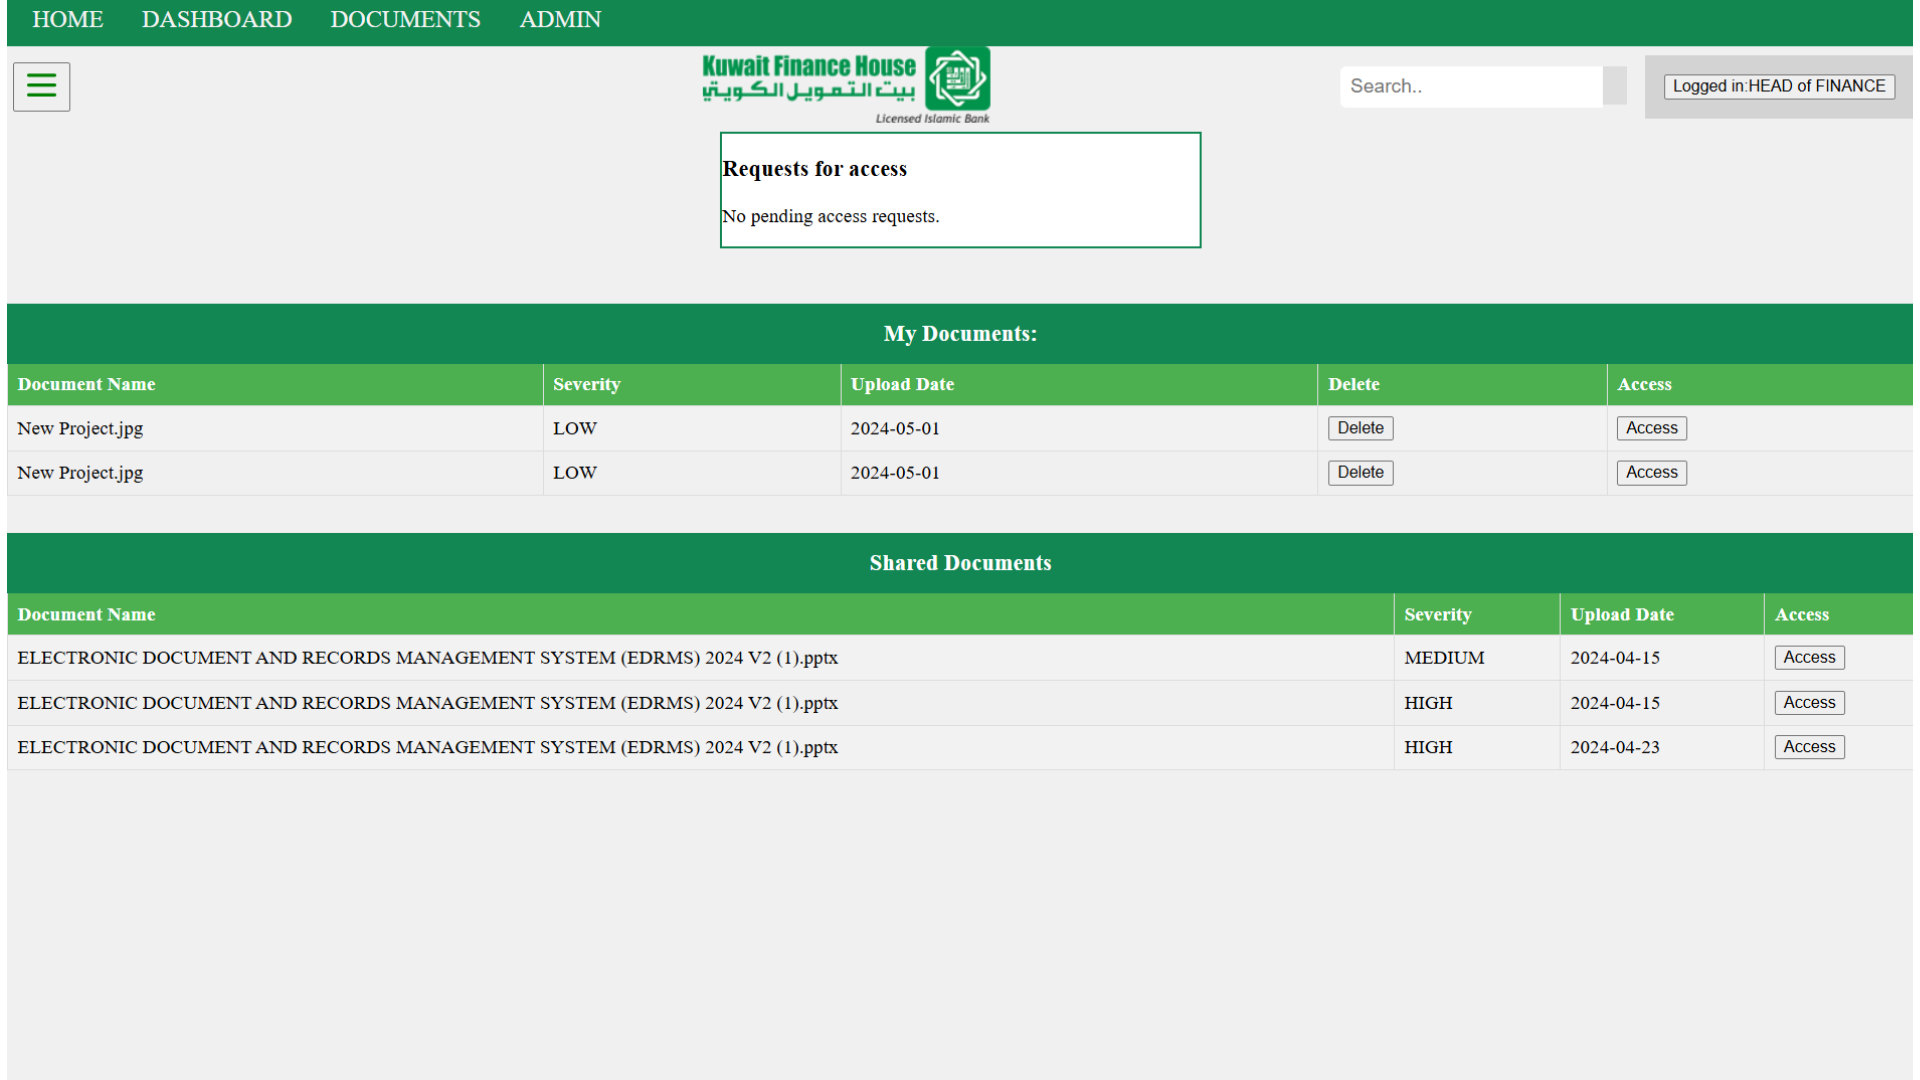 HOME DASHBOARD DOCUMENTS ADMIN
Kuwait Finance House
بيت التمويل الكويتي
Licensed Islamic Bank
Search..
Logged in:HEAD of FINANCE
Requests for access
No pending access requests.
My Documents:
Document Name Severity Upload Date Delete Access
New Project.jpg LOW 2024-05-01 Delete Access
New Project.jpg LOW 2024-05-01 Delete Access
Shared Documents
Document Name Severity Upload Date Access
ELECTRONIC DOCUMENT AND RECORDS MANAGEMENT SYSTEM (EDRMS) 2024 V2 (1).pptx MEDIUM 2024-04-15 Access
ELECTRONIC DOCUMENT AND RECORDS MANAGEMENT SYSTEM (EDRMS) 2024 V2 (1).pptx HIGH 2024-04-15 Access
ELECTRONIC DOCUMENT AND RECORDS MANAGEMENT SYSTEM (EDRMS) 2024 V2 (1).pptx HIGH 2024-04-23 Access